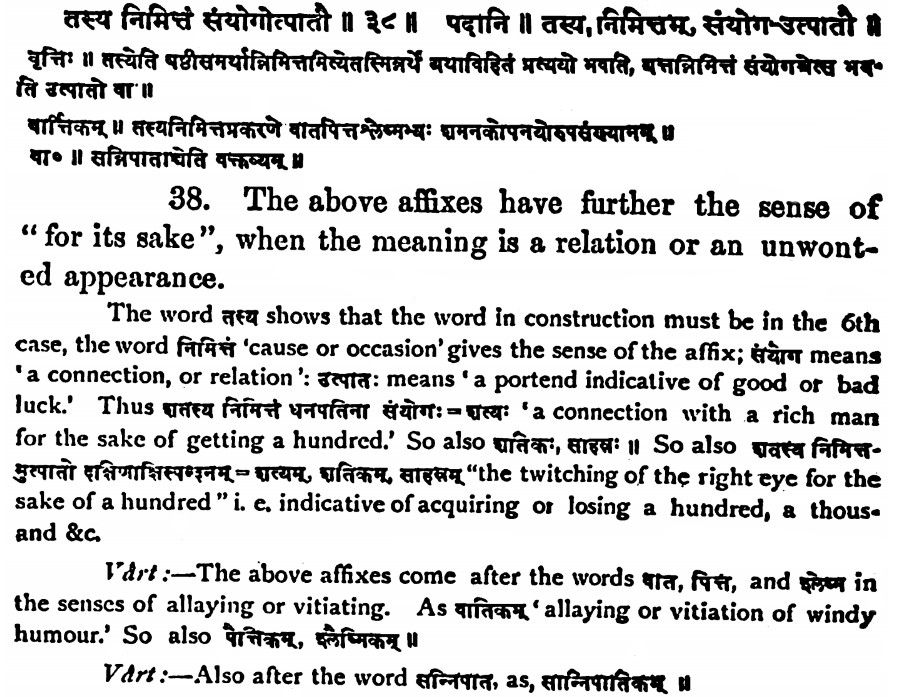 तस्य निमित्तं संयोगोत्पातौ ॥ ३८ ॥ पदानि ॥ तस्य, निमित्तम्, संयोग-उत्पातौ ॥
वृत्तिः ॥ तस्येति षष्ठीसमर्थान्निमित्तमित्येतस्मिन्नर्थे यथाविहितं प्रत्ययो भवति, यत्तन्निमित्तं संयोगश्चेत्स भव-
ति उत्पातो वा ॥
वार्त्तिकम् ॥ तस्यनिमित्तप्रकरणे वातपित्तश्लेष्मभ्यः शमनकोपनयोरुपसंख्यामम् ॥
वा० ॥ सन्निपाताच्चेति वक्तव्यम् ॥
38. The above affixes have further the sense of
“for its sake”, when the meaning is a relation or an unwont-
ed appearance.
The word तस्य shows that the word in construction must be in the 6th
case, the word निमित्तं ‘cause or occasion’ gives the sense of the affix; संयोग means
‘a connection, or relation’: उत्पातः means ‘a portend indicative of good or bad
luck.’ Thus शतस्य निमित्तं धनपतिना संयोगः = शत्यः ‘a connection with a rich man
for the sake of getting a hundred.’ So also शतिकः, साहस्रः ॥ So also शतस्य निमित्त-
मुत्पातो दक्षिणाक्षिस्पन्दनम् = शत्यम्, शतिकम्, साहस्रम् “the twitching of the right eye for the
sake of a hundred” i. e. indicative of acquiring or losing a hundred, a thous-
and &c.
Vârt:—The above affixes come after the words वात, पित्त, and श्लेष्म in
the senses of allaying or vitiating. As वातिकम् ‘allaying or vitiation of windy
humour.’ So also पैत्तिकम्, श्लैष्मिकम् ॥
Vârt:—Also after the word सन्निपात, as, सान्निपातिकम् ॥